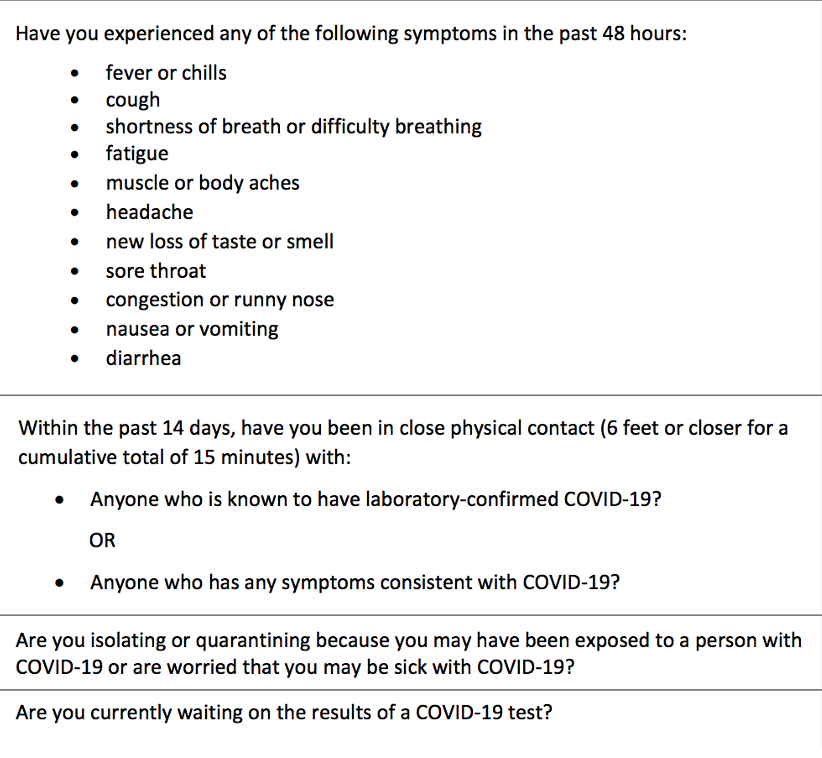 Have you experienced any of the following symptoms in the past 48 hours:
• fever or chills
• cough
• shortness of breath or difficulty breathing
• fatigue
• muscle or body aches
• headache
• new loss of taste or smell
• sore throat
• congestion or runny nose
• nausea or vomiting
• diarrhea
Within the past 14 days, have you been in close physical contact (6 feet or closer for a
cumulative total of 15 minutes) with:
• Anyone who is known to have laboratory-confirmed COVID-19?
OR
• Anyone who has any symptoms consistent with COVID-19?
Are you isolating or quarantining because you may have been exposed to a person with
COVID-19 or are worried that you may be sick with COVID-19?
Are you currently waiting on the results of a COVID-19 test?